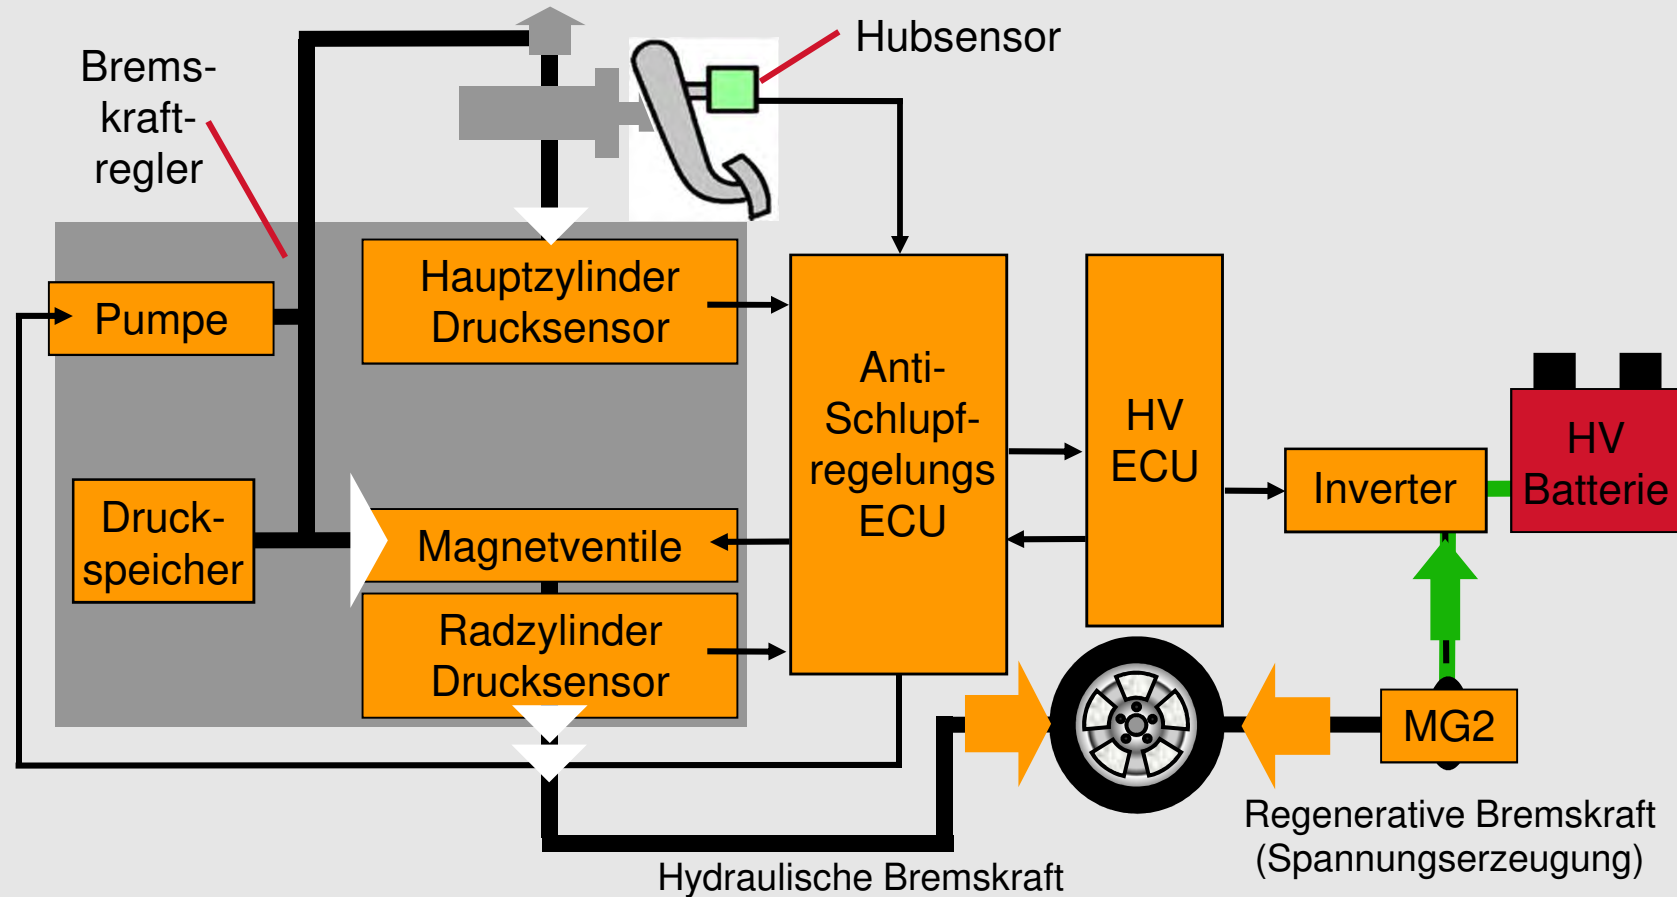 Hubsensor
Brems-
kraft-
regler
Hauptzylinder
Drucksensor
Pumpe
Anti-
Schlupf-
regelungs
ECU
HV
ECU
Inverter
HV
Batterie
Druck-
speicher
Magnetventile
Radzylinder
Drucksensor
MG2
Regenerative Bremskraft
(Spannungserzeugung)
Hydraulische Bremskraft